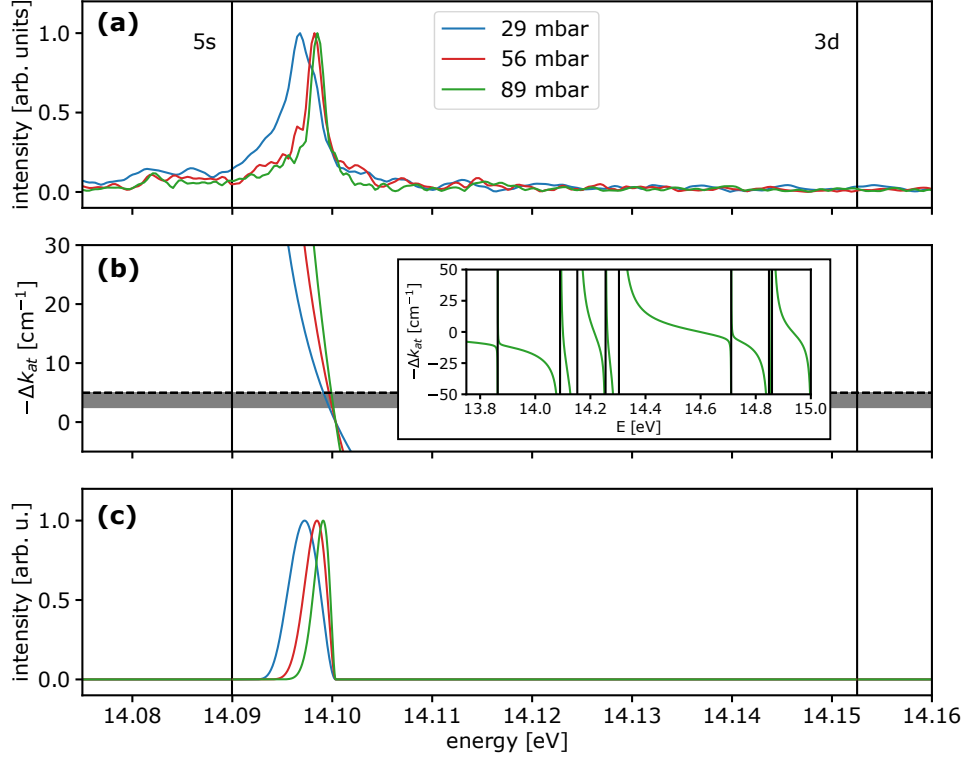 (a)
5s
3d
29 mbar
56 mbar
89 mbar
intensity [arb. units]
1.0
0.5
0.0
(b)
−Δk_at [cm⁻¹]
30
20
10
0
−Δk_at [cm⁻¹]
50
25
0
−25
−50
13.8 14.0 14.2 14.4 14.6 14.8 15.0
E [eV]
(c)
intensity [arb. u.]
1.0
0.5
0.0
14.08 14.09 14.10 14.11 14.12 14.13 14.14 14.15 14.16
energy [eV]